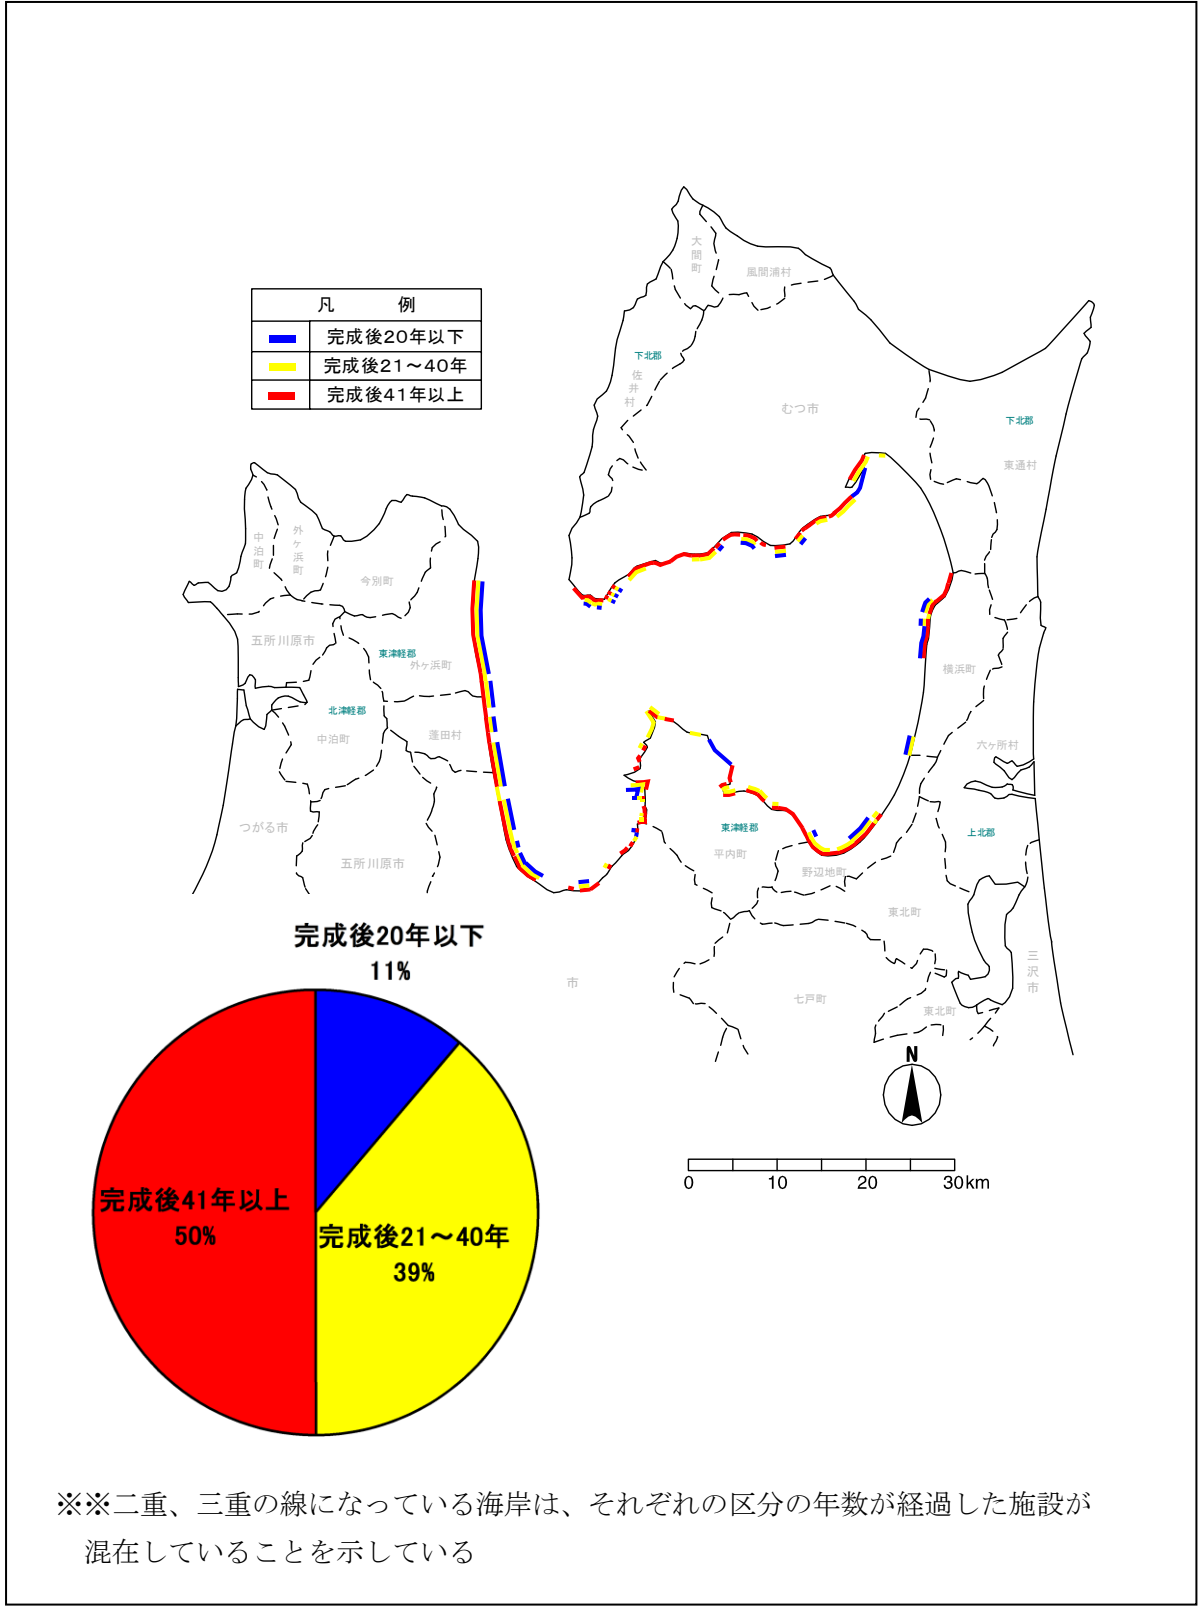 凡 例
完成後20年以下
完成後21～40年
完成後41年以上
大間町
風間浦村
下北郡
佐井村
むつ市
下北郡
東通村
中泊町
外ヶ浜町
今別町
五所川原市
東津軽郡
外ヶ浜町
北津軽郡
中泊町
蓬田村
横浜町
六ヶ所村
つがる市
五所川原市
東津軽郡
平内町
野辺地町
上北郡
東北町
三沢市
市
七戸町
東北町
完成後20年以下
11%
完成後41年以上
50%
完成後21～40年
39%
N
0 10 20 30km
※※二重、三重の線になっている海岸は、それぞれの区分の年数が経過した施設が
混在していることを示している